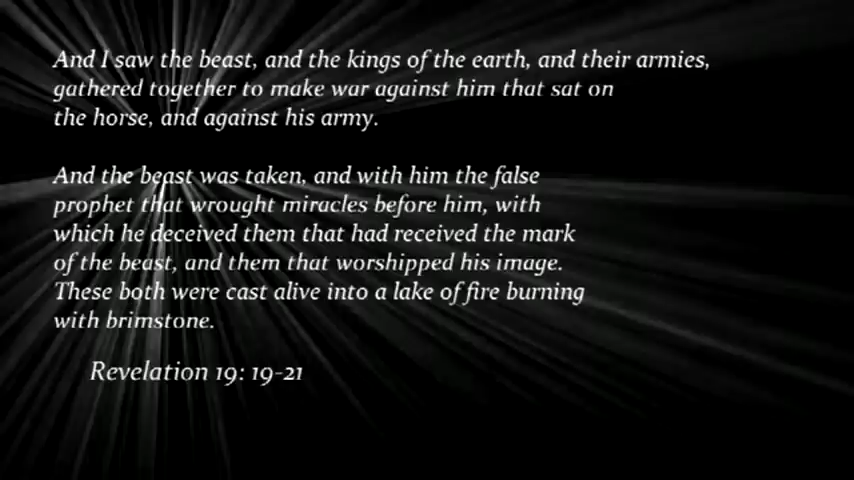 And I saw the beast, and the kings of the earth, and their armies,
gathered together to make war against him that sat on
the horse, and against his army.
And the beast was taken, and with him the false
prophet that wrought miracles before him, with
which he deceived them that had received the mark
of the beast, and them that worshipped his image.
These both were cast alive into a lake of fire burning
with brimstone.
Revelation 19: 19-21